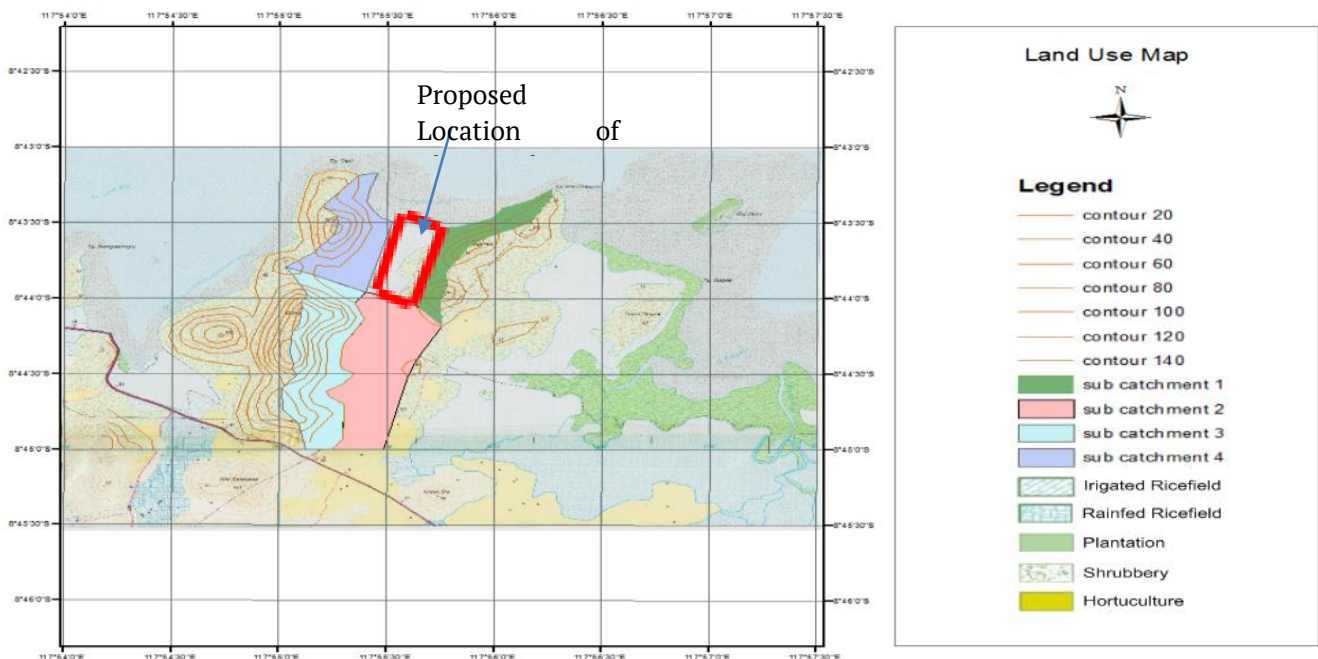 117°54'0"E 117°54'30"E 117°55'0"E 117°55'30"E 117°56'0"E 117°56'30"E 117°57'0"E 117°57'30"E
8°42'30"S 8°42'30"S
8°43'0"S 8°43'0"S
8°43'30"S 8°43'30"S
8°44'0"S 8°44'0"S
8°44'30"S 8°44'30"S
8°45'0"S 8°45'0"S
8°45'30"S 8°45'30"S
8°46'0"S 8°46'0"S
117°54'0"E 117°54'30"E 117°55'0"E 117°55'30"E 117°56'0"E 117°56'30"E 117°57'0"E 117°57'30"E
Proposed
Location of
Land Use Map
N
Legend
contour 20
contour 40
contour 60
contour 80
contour 100
contour 120
contour 140
sub catchment 1
sub catchment 2
sub catchment 3
sub catchment 4
Irigated Ricefield
Rainfed Ricefield
Plantation
Shrubbery
Hortuculture